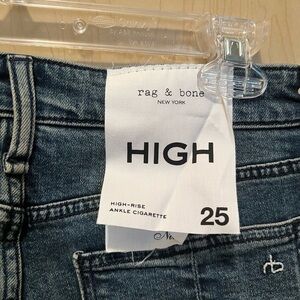 rag & bone
NEW YORK
HIGH
HIGH-RISE
ANKLE CIGARETTE
25